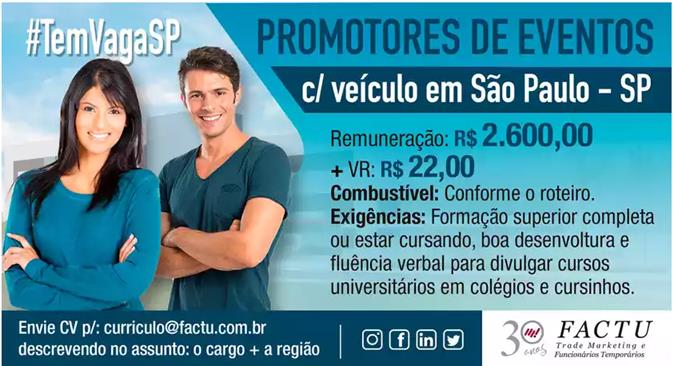 #TemVagaSP
PROMOTORES DE EVENTOS
c/ veículo em São Paulo – SP
Remuneração: R$ 2.600,00
+ VR: R$ 22,00
Combustível: Conforme o roteiro.
Exigências: Formação superior completa
ou estar cursando, boa desenvoltura e
fluência verbal para divulgar cursos
universitários em colégios e cursinhos.
Envie CV p/: curriculo@factu.com.br
descrevendo no assunto: o cargo + a região
30 anos
FACTU
Trade Marketing e
Funcionários Temporários